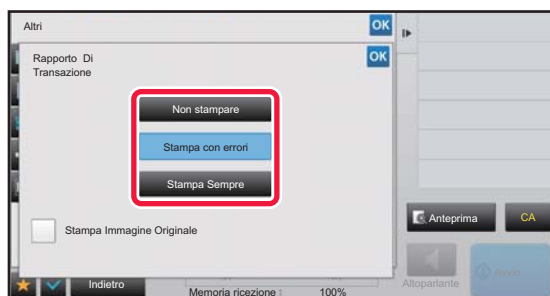 Altri
OK
Rapporto Di
Transazione
OK
Non stampare
Stampa con errori
Stampa Sempre
Stampa Immagine Originale
Anteprima
CA
Indietro
Memoria ricezione :
100%
Altoparlante
Avvio